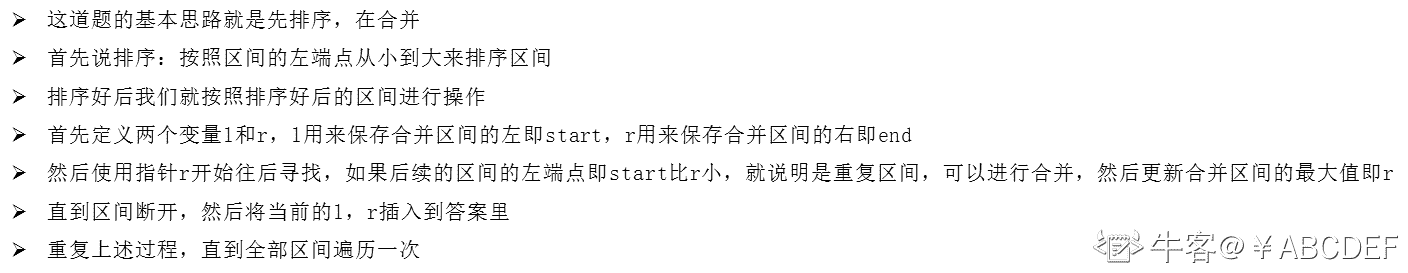 ➢ 这道题的基本思路就是先排序，在合并
➢ 首先说排序：按照区间的左端点从小到大来排序区间
➢ 排序好后我们就按照排序好后的区间进行操作
➢ 首先定义两个变量l和r，l用来保存合并区间的左即start，r用来保存合并区间的右即end
➢ 然后使用指针r开始往后寻找，如果后续的区间的左端点即start比r小，就说明是重复区间，可以进行合并，然后更新合并区间的最大值即r
➢ 直到区间断开，然后将当前的l，r插入到答案里
➢ 重复上述过程，直到全部区间遍历一次
牛客@￥ABCDEF